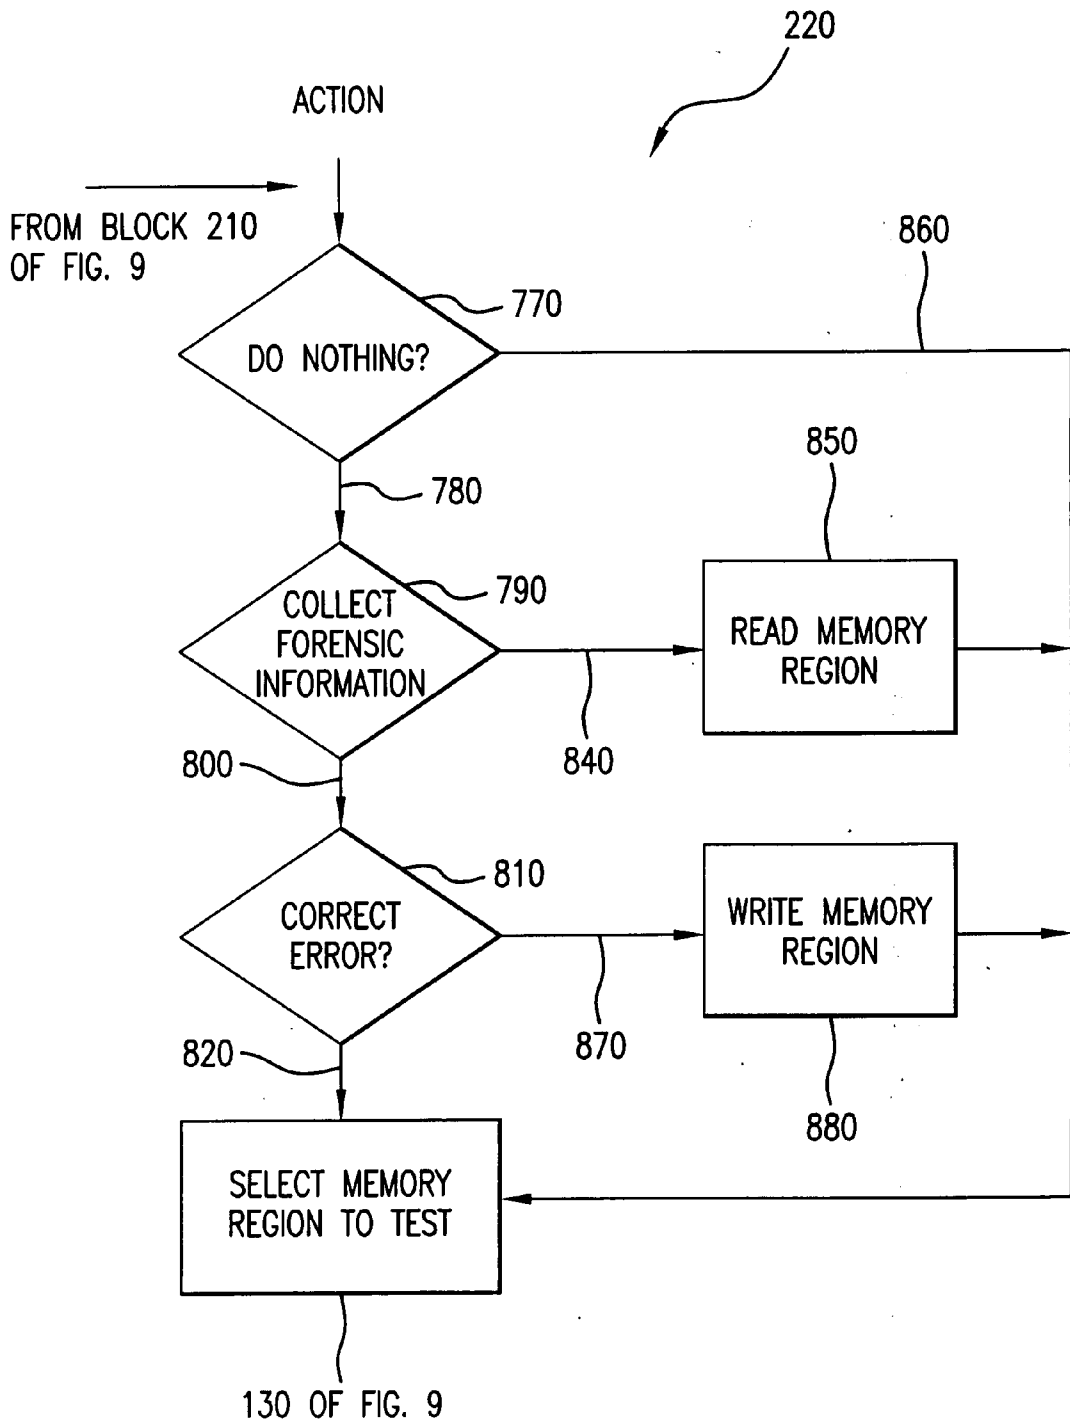 220
ACTION
FROM BLOCK 210
OF FIG. 9
860
770
DO NOTHING?
850
780
790
COLLECT
FORENSIC
INFORMATION
READ MEMORY
REGION
840
800
810
CORRECT
ERROR?
WRITE MEMORY
REGION
870
820
880
SELECT MEMORY
REGION TO TEST
130 OF FIG. 9